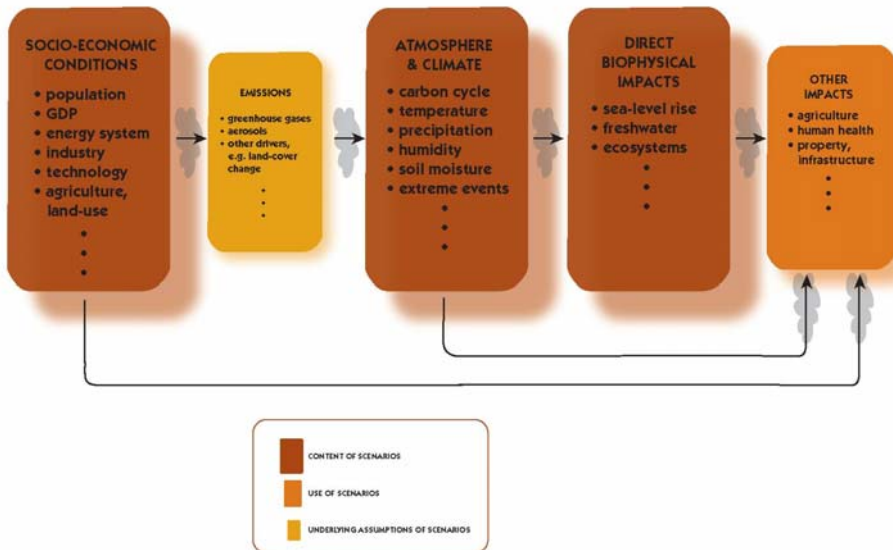 SOCIO-ECONOMIC
CONDITIONS
• population
• GDP
• energy system
• industry
• technology
• agriculture,
land-use
•
•
•
EMISSIONS
• greenhouse gases
• aerosols
• other drivers,
e.g. land-cover
change
•
•
•
ATMOSPHERE
& CLIMATE
• carbon cycle
• temperature
• precipitation
• humidity
• soil moisture
• extreme events
•
•
•
DIRECT
BIOPHYSICAL
IMPACTS
• sea-level rise
• freshwater
• ecosystems
•
•
•
OTHER
IMPACTS
• agriculture
• human health
• property,
infrastructure
•
•
•
CONTENT OF SCENARIOS
USE OF SCENARIOS
UNDERLYING ASSUMPTIONS OF SCENARIOS